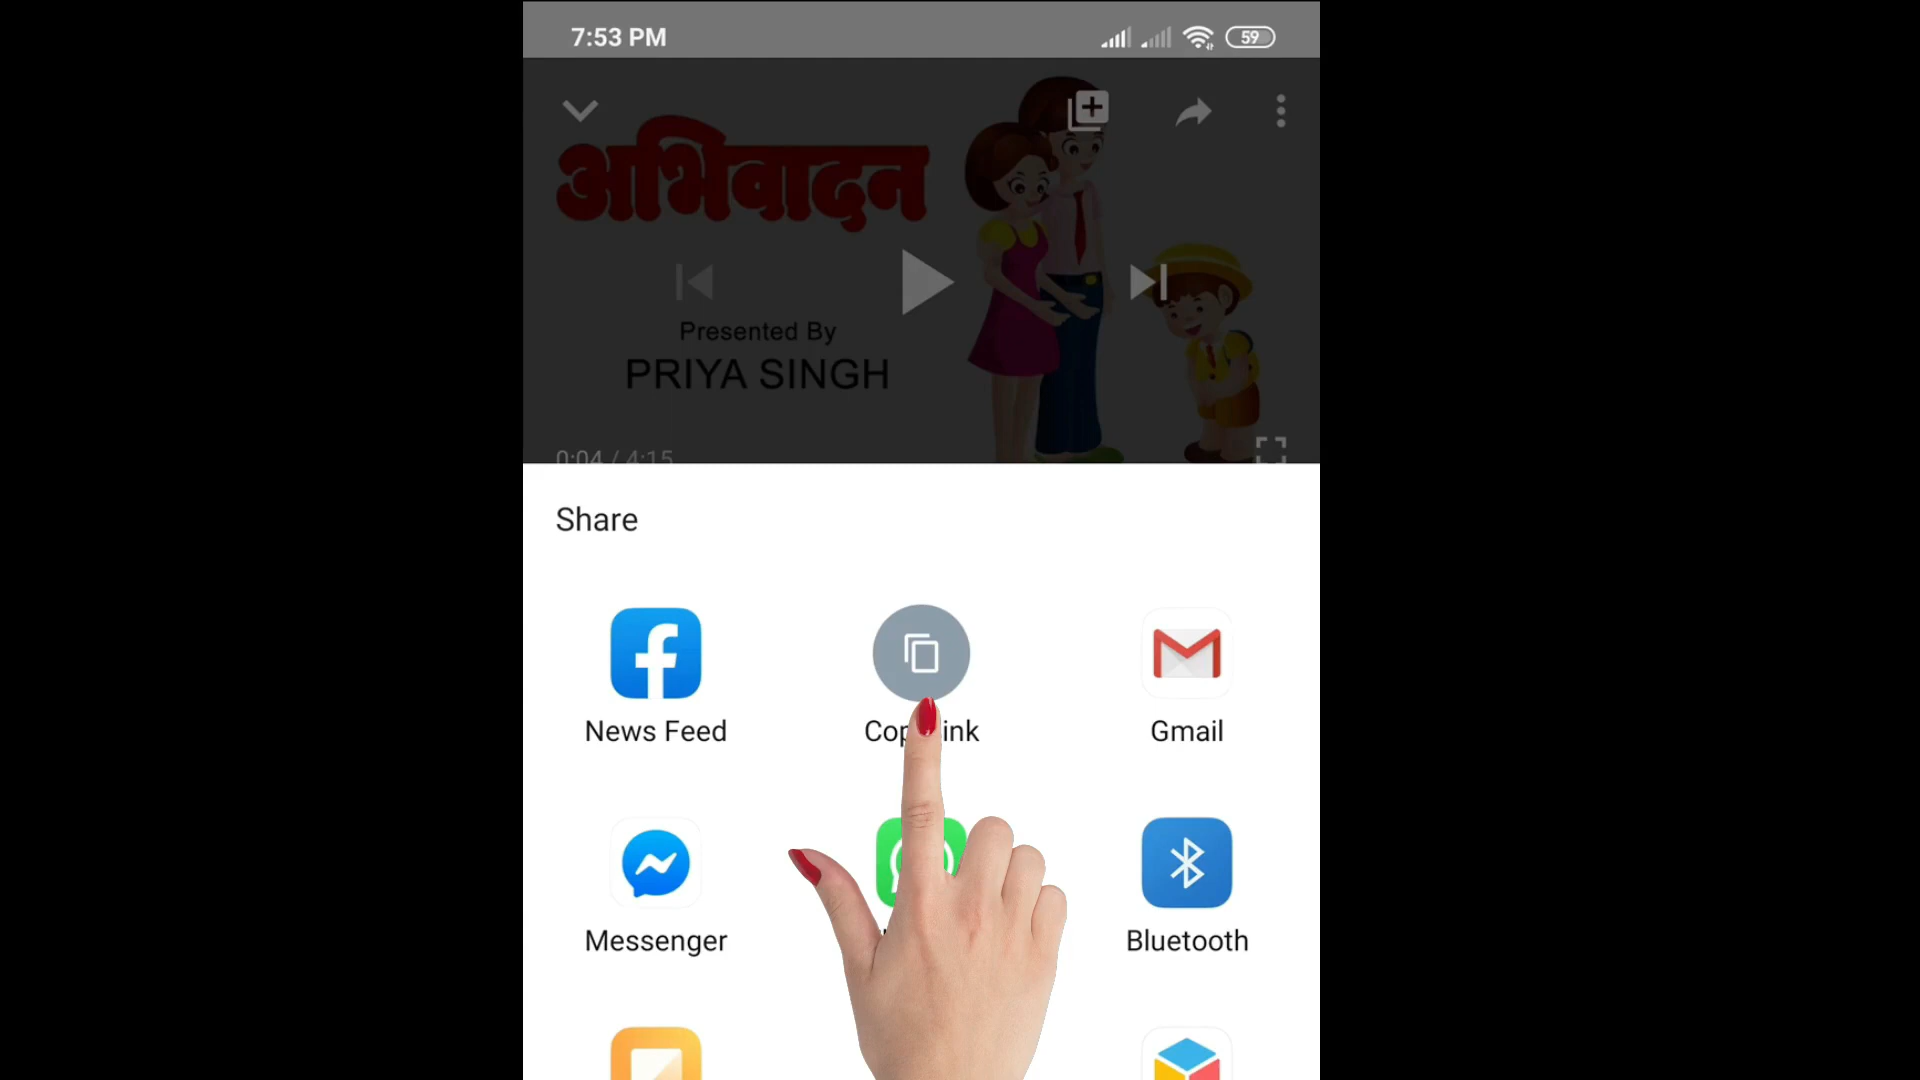 7:53 PM
59
अभिवादन
Presented By
PRIYA SINGH
0:04 / 4:15
Share
News Feed
Gmail
Messenger
Bluetooth